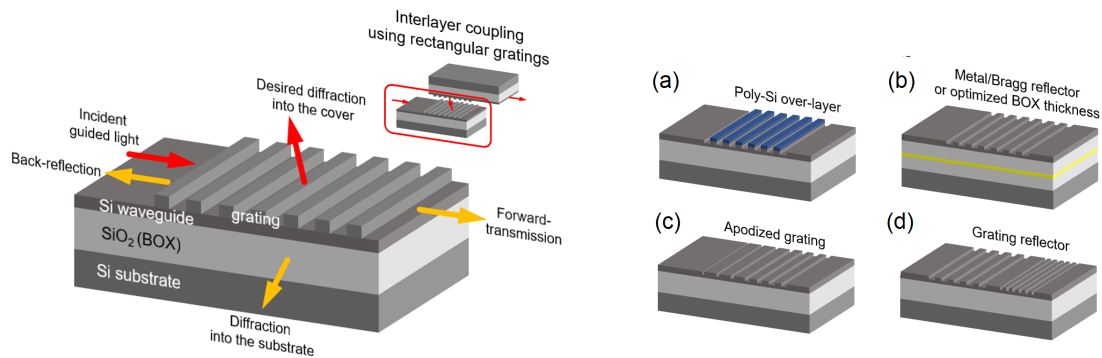 Interlayer coupling
using rectangular gratings
Desired diffraction
into the cover
Incident
guided light
Back-reflection
Si waveguide
grating
Forward-
transmission
SiO₂ (BOX)
Si substrate
Diffraction
into the substrate
(a)
Poly-Si over-layer
(b)
Metal/Bragg reflector
or optimized BOX thickness
(c)
Apodized grating
(d)
Grating reflector